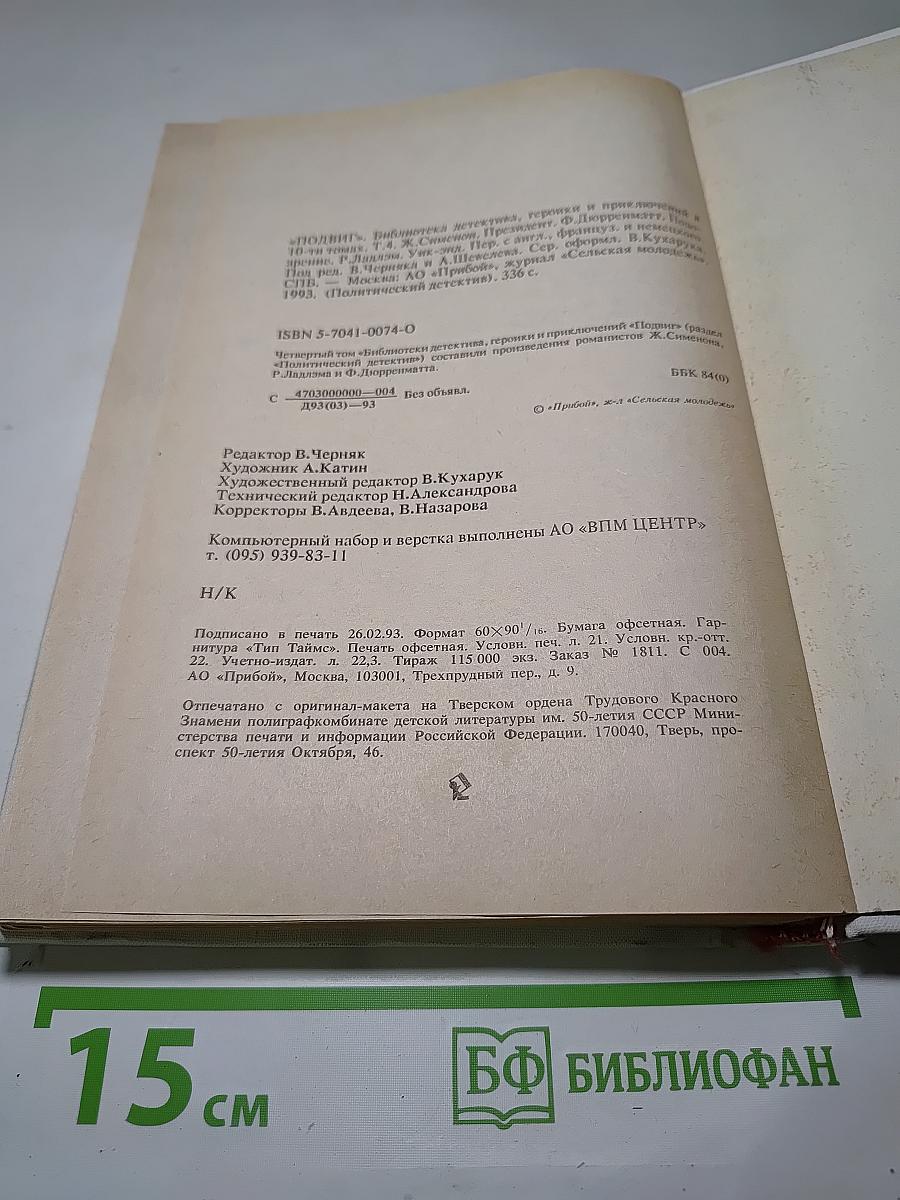 «ПОДВИГ». Библиотека детектива, героики и приключений в
10-ти томах. Т.4. Ж.Сименон. Президент. Ф.Дюрренматт. Подо-
зрение. Р.Ладлэм. Уик-энд. Пер. с англ., француз. и немецкого.
Под ред. В.Черняка и А.Шевелева. Сер. оформл. В.Кухарука.
СПБ. — Москва: АО «Прибой», журнал «Сельская молодежь».
1993. (Политический детектив). 336 с.
ISBN 5-7041-0074-О
Четвертый том «Библиотеки детектива, героики и приключений «Подвиг» (раздел
«Политический детектив») составили произведения романистов Ж.Сименона,
Р.Ладлэма и Ф.Дюрренматта.
ББК 84(0)
С 4703000000—004 Без объявл.
Д93(03)—93
© «Прибой», ж-л «Сельская молодежь»
Редактор В.Черняк
Художник А.Катин
Художественный редактор В.Кухарук
Технический редактор Н.Александрова
Корректоры В.Авдеева, В.Назарова
Компьютерный набор и верстка выполнены АО «ВПМ ЦЕНТР»
т. (095) 939-83-11
Н/К
Подписано в печать 26.02.93. Формат 60×90¹/₁₆. Бумага офсетная. Гар-
нитура «Тип Таймс». Печать офсетная. Условн. печ. л. 21. Условн. кр.-отт.
22. Учетно-издат. л. 22,3. Тираж 115 000 экз. Заказ № 1811. С 004.
АО «Прибой», Москва, 103001, Трехпрудный пер., д. 9.
Отпечатано с оригинал-макета на Тверском ордена Трудового Красного
Знамени полиграфкомбинате детской литературы им. 50-летия СССР Мини-
стерства печати и информации Российской Федерации. 170040, Тверь, про-
спект 50-летия Октября, 46.
15 см
БФ БИБЛИОФАН